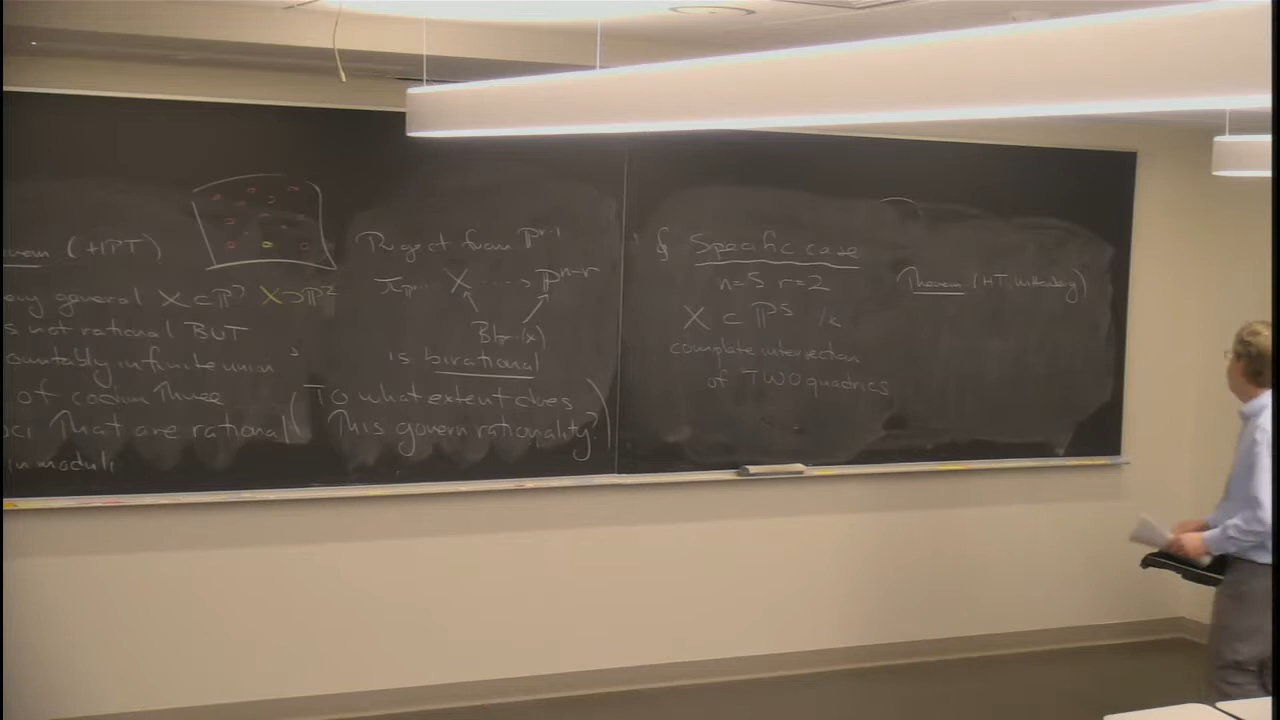 (HPT)
very general X ⊂ P⁷ X ⊃ P²
is not rational BUT
countably infinite union
of codim Three
loci That are rational
in moduli
Project from Pʳ⁻¹
X ⇢ Pⁿ⁻ʳ
Bl (X)
is birational
(To what extent does
This govern rationality?)
§ Specific case
n=5 r=2
X ⊂ P⁵ /k
complete intersection
of TWO quadrics
Theorem (HT, Wittenberg)